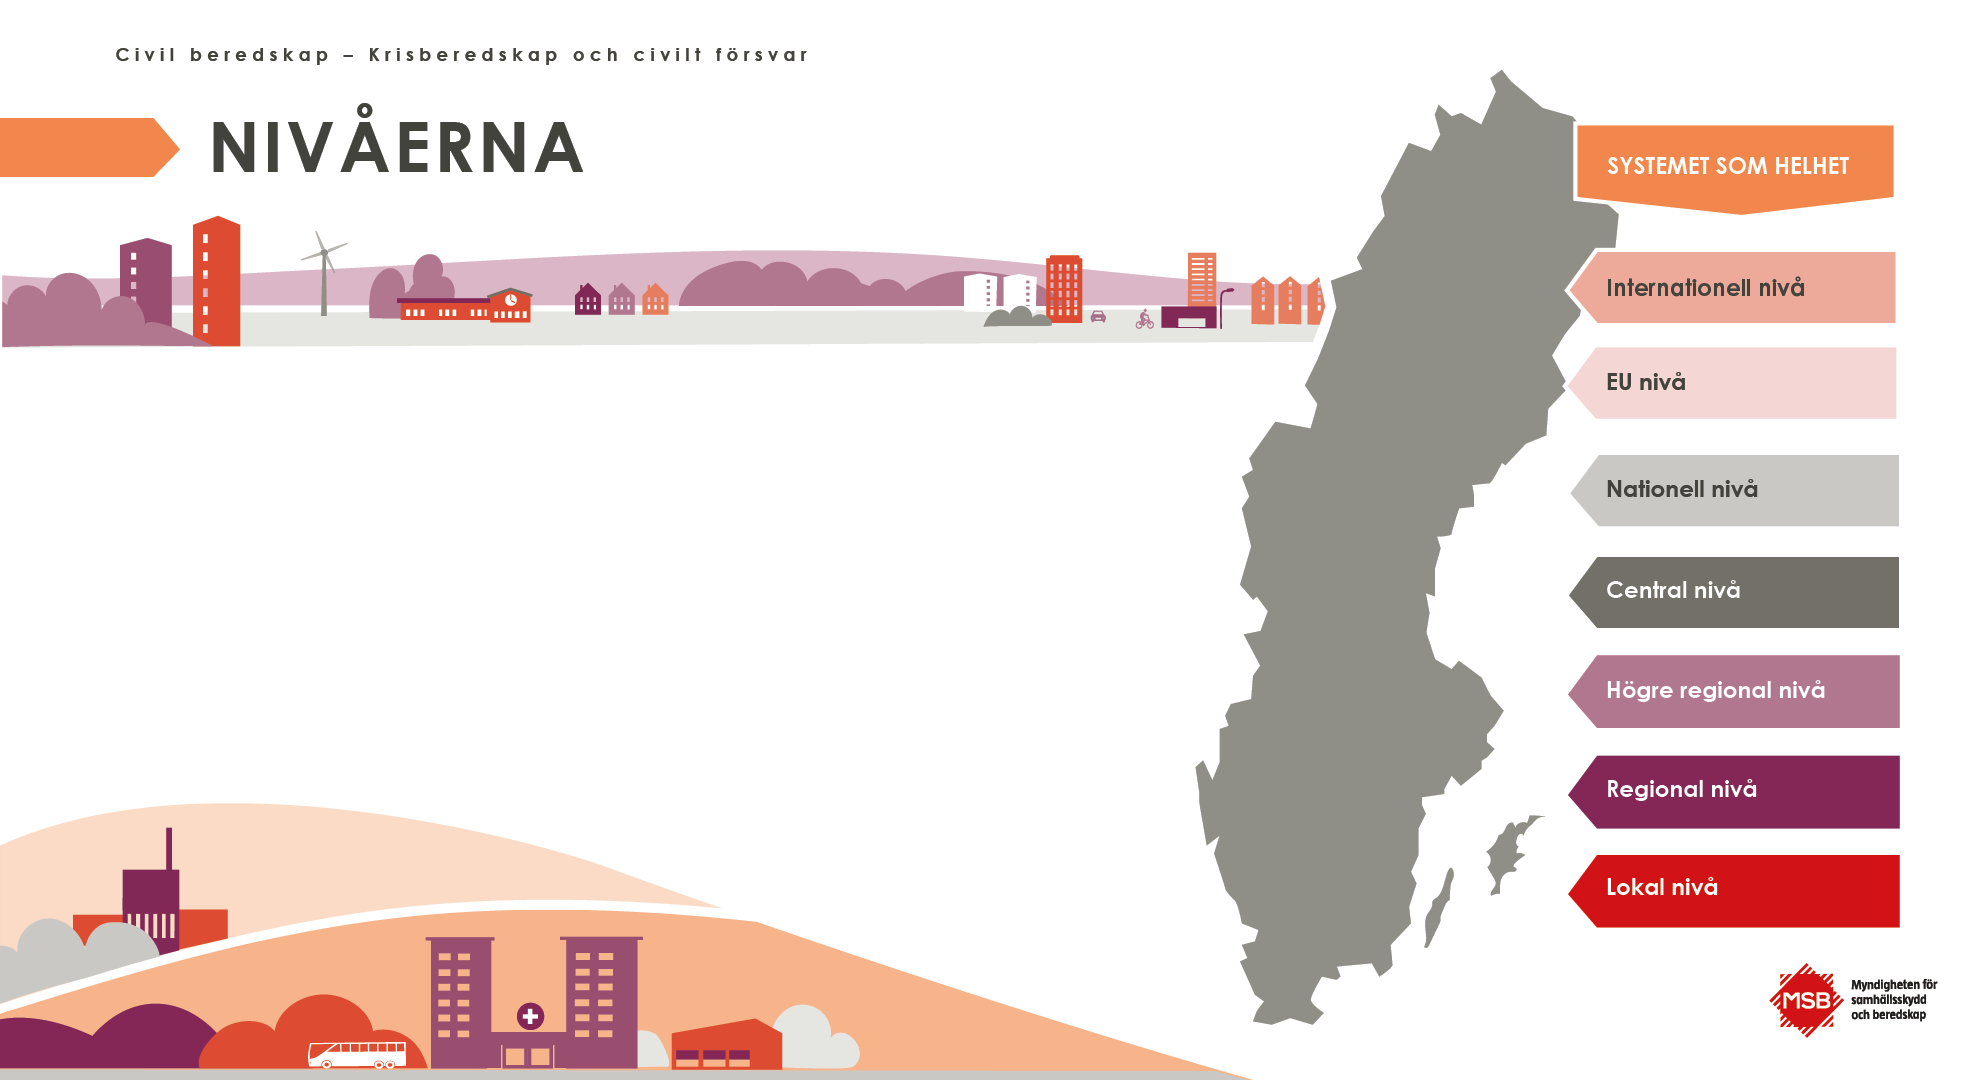 Civil beredskap – Krisberedskap och civilt försvar
NIVÅERNA
SYSTEMET SOM HELHET
Internationell nivå
EU nivå
Nationell nivå
Central nivå
Högre regional nivå
Regional nivå
Lokal nivå
MSB
Myndigheten för
samhällsskydd
och beredskap